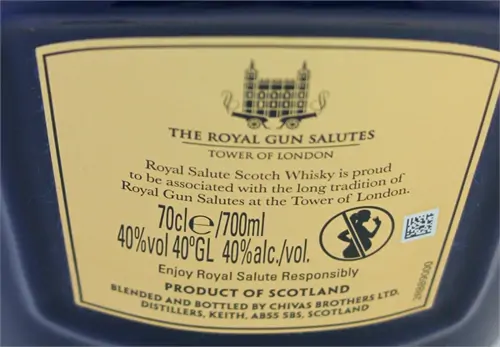 THE ROYAL GUN SALUTES
TOWER OF LONDON
Royal Salute Scotch Whisky is proud
to be associated with the long tradition of
Royal Gun Salutes at the Tower of London.
70cl℮/700ml
40%vol 40ºGL 40%alc./vol.
Enjoy Royal Salute Responsibly
PRODUCT OF SCOTLAND
BLENDED AND BOTTLED BY CHIVAS BROTHERS LTD.
DISTILLERS, KEITH, AB55 5BS, SCOTLAND